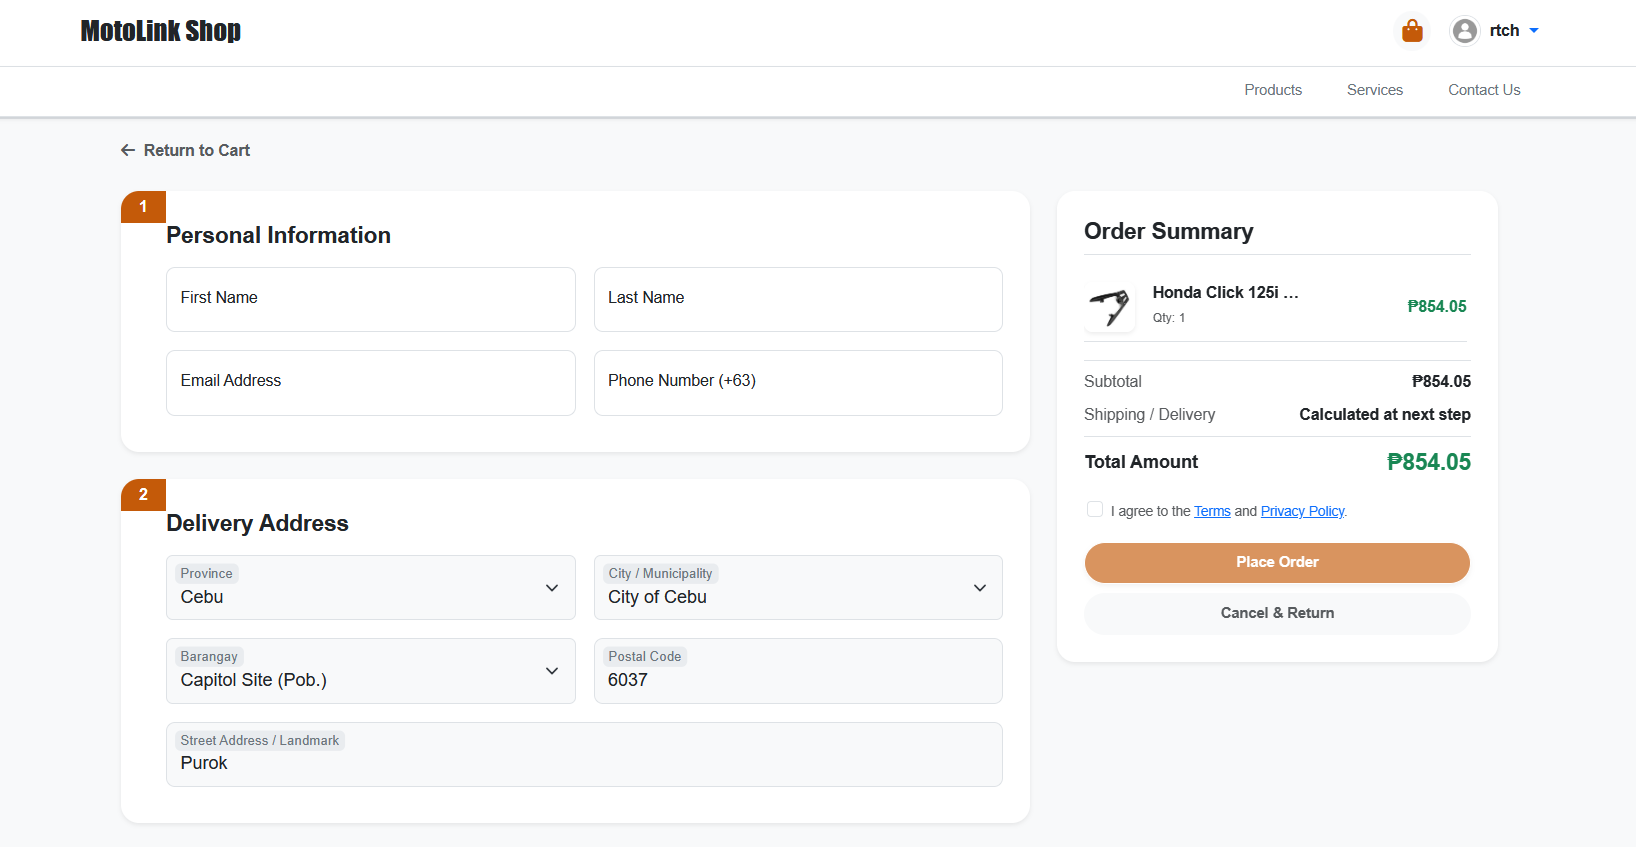 MotoLink Shop
rtch
Products Services Contact Us
Return to Cart
1
Personal Information
First Name
Last Name
Email Address
Phone Number (+63)
2
Delivery Address
Province
Cebu
City / Municipality
City of Cebu
Barangay
Capitol Site (Pob.)
Postal Code
6037
Street Address / Landmark
Purok
Order Summary
Honda Click 125i ...
Qty: 1
₱854.05
Subtotal ₱854.05
Shipping / Delivery Calculated at next step
Total Amount ₱854.05
I agree to the Terms and Privacy Policy.
Place Order
Cancel & Return